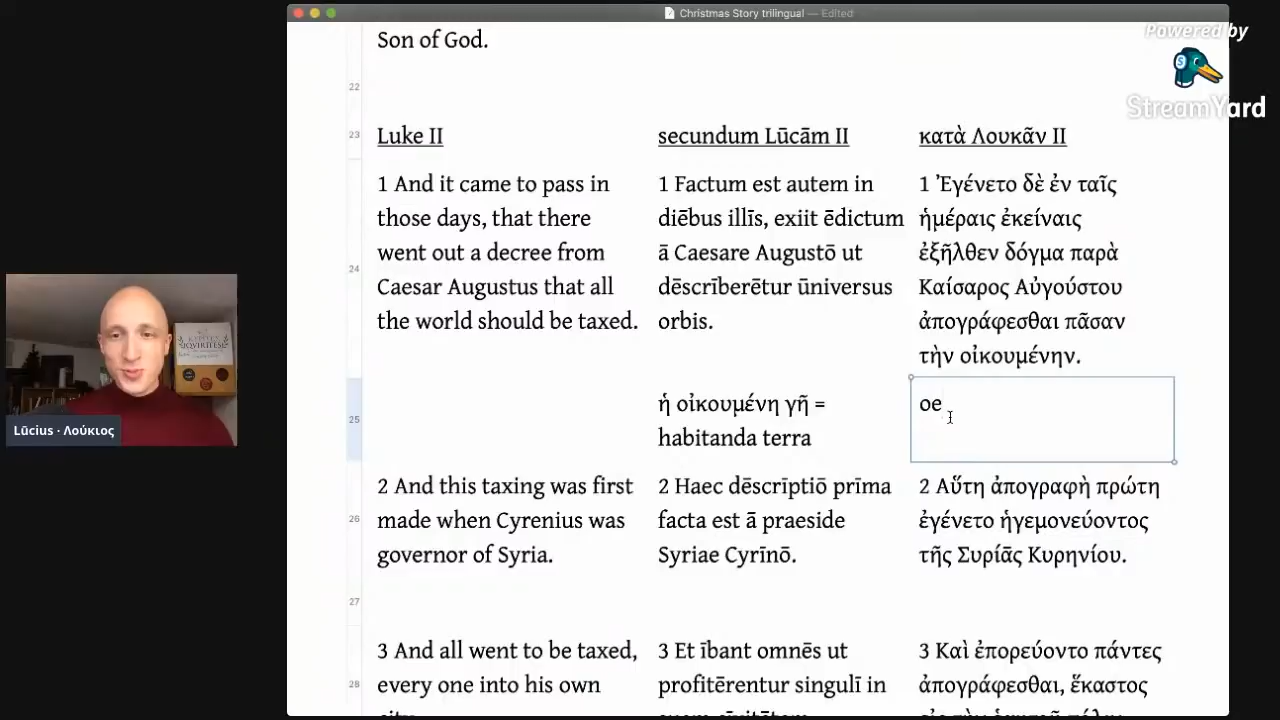 Christmas Story trilingual — Edited
Powered by
StreamYard
Son of God.
22
23
Luke II
secundum Lūcām II
κατὰ Λουκᾶν II
24
1 And it came to pass in
those days, that there
went out a decree from
Caesar Augustus that all
the world should be taxed.
1 Factum est autem in
diēbus illīs, exiit ēdictum
ā Caesare Augustō ut
dēscrīberētur ūniversus
orbis.
1 Ἐγένετο δὲ ἐν ταῖς
ἡμέραις ἐκείναις
ἐξῆλθεν δόγμα παρὰ
Καίσαρος Αὐγούστου
ἀπογράφεσθαι πᾶσαν
τὴν οἰκουμένην.
25
ἡ οἰκουμένη γῆ =
habitanda terra
oe
26
2 And this taxing was first
made when Cyrenius was
governor of Syria.
2 Haec dēscrīptiō prīma
facta est ā praeside
Syriae Cyrīnō.
2 Αὕτη ἀπογραφὴ πρώτη
ἐγένετο ἡγεμονεύοντος
τῆς Συρίᾱς Κυρηνίου.
27
28
3 And all went to be taxed,
every one into his own
3 Et ībant omnēs ut
profitērentur singulī in
3 Καὶ ἐπορεύοντο πάντες
ἀπογράφεσθαι, ἕκαστος
Lūcius · Λούκιος